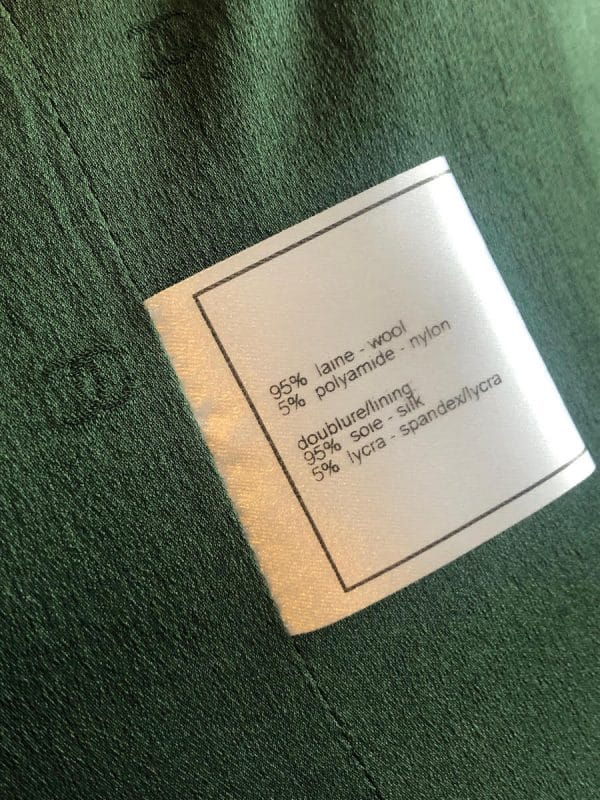 95% laine - wool
5% polyamide - nylon
doublure/lining
95% soie - silk
5% lycra - spandex/lycra